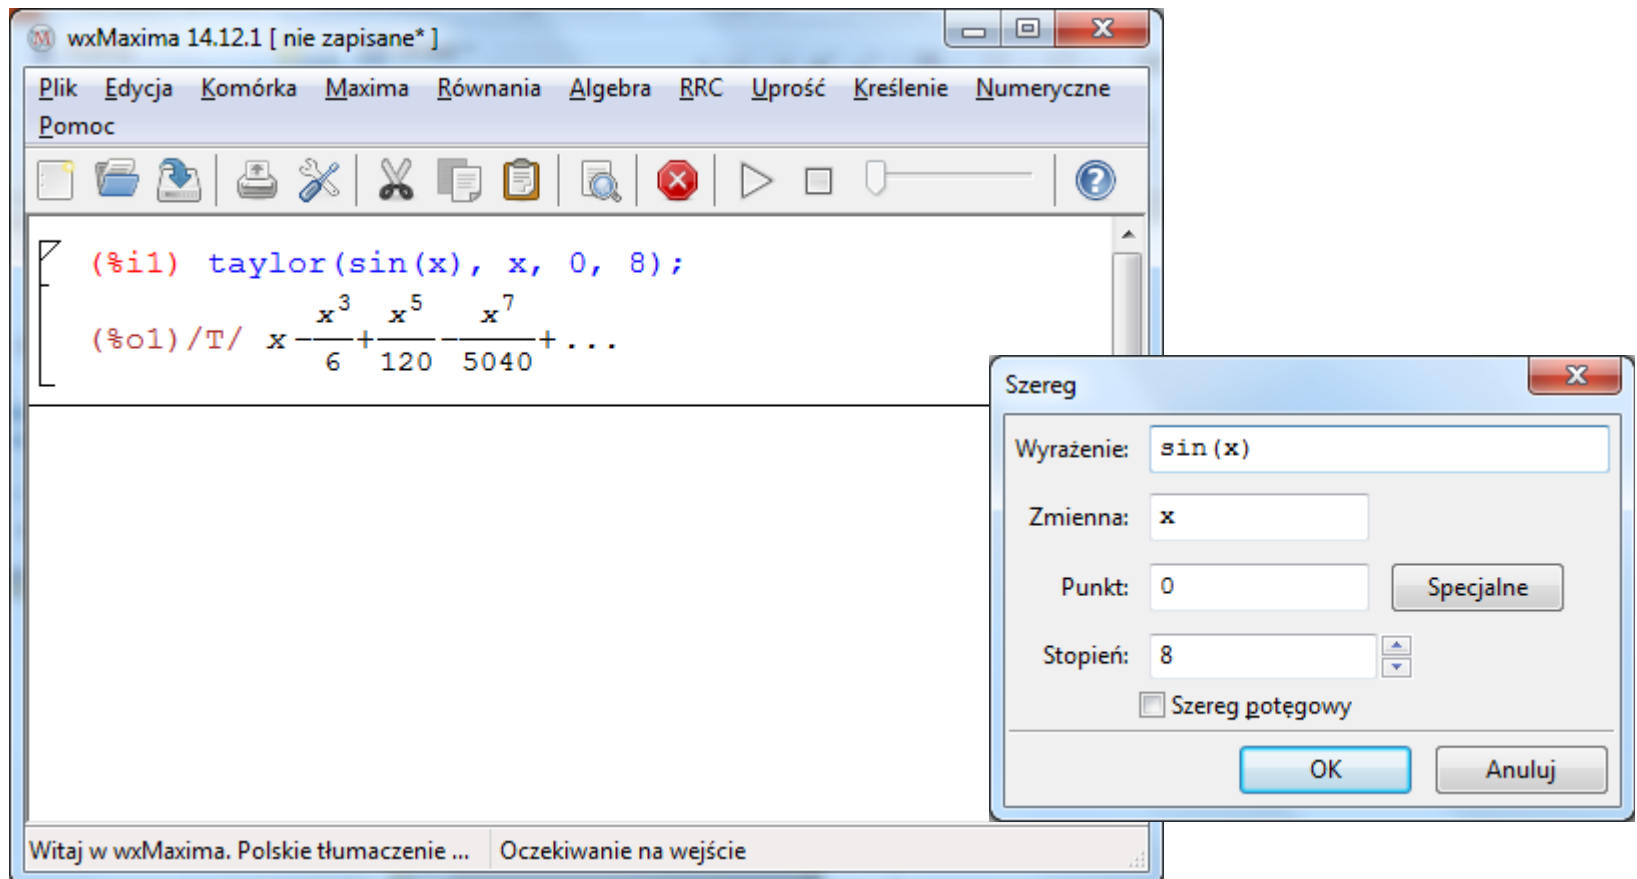 wxMaxima 14.12.1 [ nie zapisane* ]
Plik Edycja Komórka Maxima Równania Algebra RRC Uprość Kreślenie Numeryczne
Pomoc
(%i1) taylor(sin(x), x, 0, 8);
(%o1)/T/ x-x^3/6+x^5/120-x^7/5040+...
Szereg
Wyrażenie: sin(x)
Zmienna: x
Punkt: 0 Specjalne
Stopień: 8
Szereg potęgowy
OK Anuluj
Witaj w wxMaxima. Polskie tłumaczenie ... Oczekiwanie na wejście